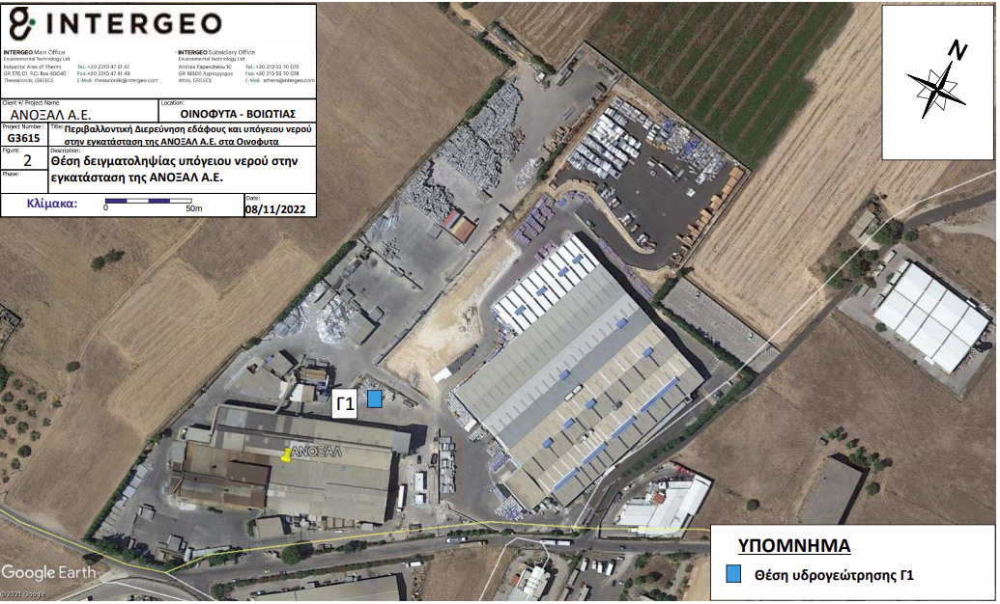 INTERGEO
INTERGEO Main Office
Environmental Technology Ltd
Industrial Area of Thermi Tel.:+30 2310 47 81 47
GR 570 01, P.O. Box 60040 Fax:+30 2310 47 81 49
Thessaloniki, GREECE E-Mail: thessaloniki@intergeo.com
- INTERGEO Subsidiary Office
Environmental Technology Ltd
Andrea Papandreou 10 Tel.:+30 210 55 70 075
GR 19300 Aspropyrgos Fax:+30 210 55 70 078
Attiki, GREECE E-Mail: athens@intergeo.com
Client #/ Project Name
ΑΝΟΞΑΛ Α.Ε.
Location:
ΟΙΝΟΦΥΤΑ - ΒΟΙΩΤΙΑΣ
Project Number:
G3615
Title: Περιβαλλοντική Διερεύνηση εδάφους και υπόγειου νερού
στην εγκατάσταση της ΑΝΟΞΑΛ Α.Ε. στα Οινοφυτα
Figure:
2
Phase:
Description:
Θέση δειγματοληψίας υπόγειου νερού στην
εγκατάσταση της ΑΝΟΞΑΛ Α.Ε.
Κλίμακα:
0 50m
Date:
08/11/2022
N
Γ1
ΑΝΟΞΑΛ
ΥΠΟΜΝΗΜΑ
Θέση υδρογεώτρησης Γ1
Google Earth
©2021 Google